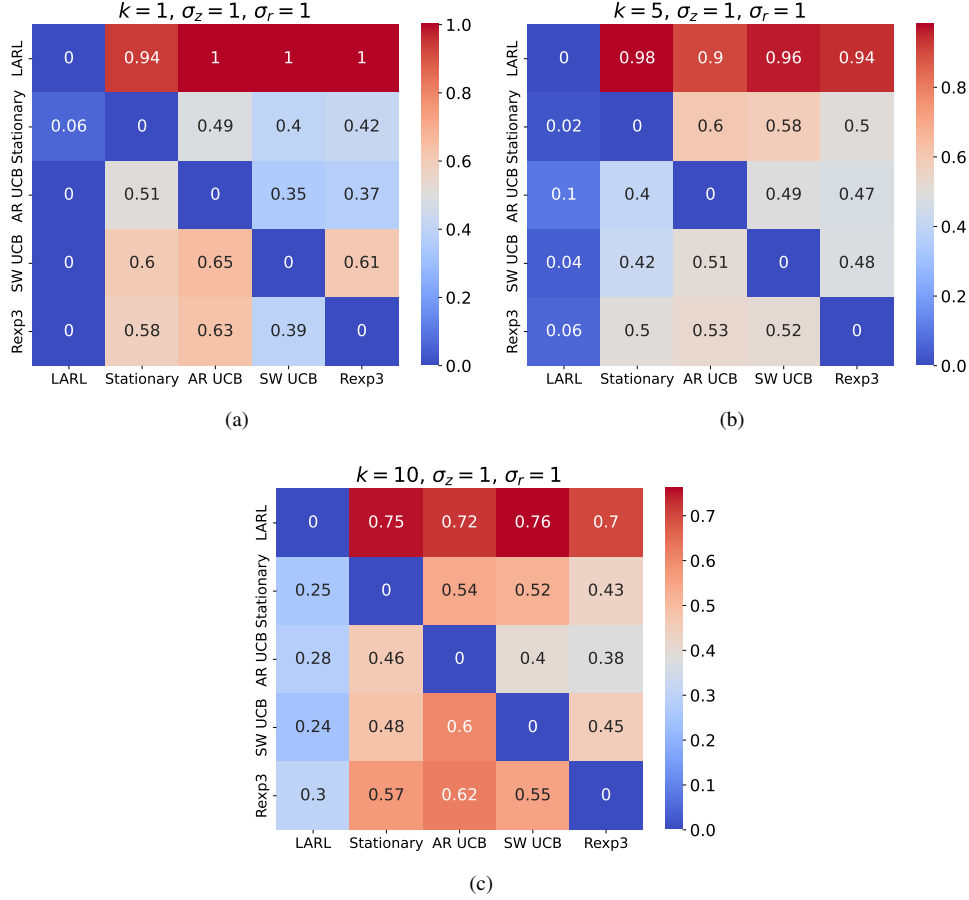 k = 1, σz = 1, σr = 1
LARL 0 0.94 1 1 1
Stationary 0.06 0 0.49 0.4 0.42
AR UCB 0 0.51 0 0.35 0.37
SW UCB 0 0.6 0.65 0 0.61
Rexp3 0 0.58 0.63 0.39 0
LARL Stationary AR UCB SW UCB Rexp3
1.0
0.8
0.6
0.4
0.2
0.0
(a)
k = 5, σz = 1, σr = 1
LARL 0 0.98 0.9 0.96 0.94
Stationary 0.02 0 0.6 0.58 0.5
AR UCB 0.1 0.4 0 0.49 0.47
SW UCB 0.04 0.42 0.51 0 0.48
Rexp3 0.06 0.5 0.53 0.52 0
LARL Stationary AR UCB SW UCB Rexp3
0.8
0.6
0.4
0.2
0.0
(b)
k = 10, σz = 1, σr = 1
LARL 0 0.75 0.72 0.76 0.7
Stationary 0.25 0 0.54 0.52 0.43
AR UCB 0.28 0.46 0 0.4 0.38
SW UCB 0.24 0.48 0.6 0 0.45
Rexp3 0.3 0.57 0.62 0.55 0
LARL Stationary AR UCB SW UCB Rexp3
0.7
0.6
0.5
0.4
0.3
0.2
0.1
0.0
(c)